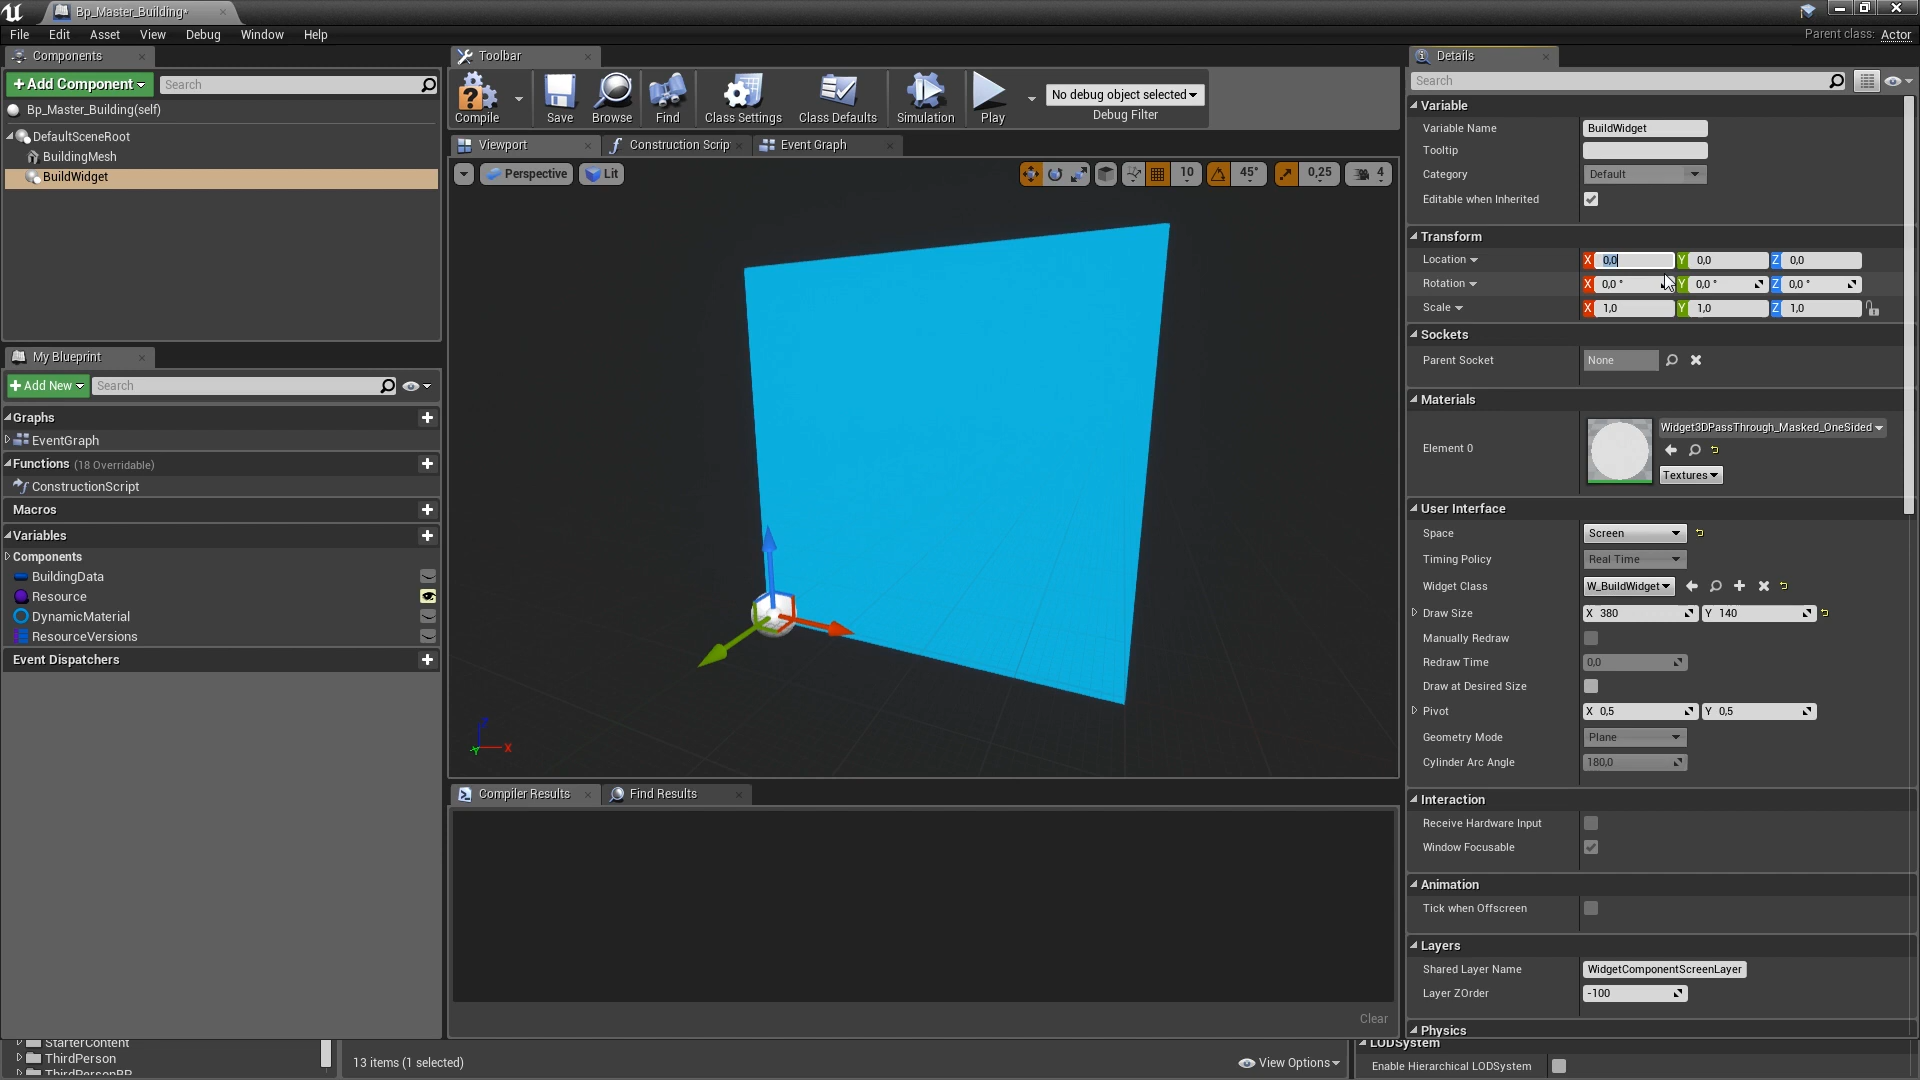 Bp_Master_Building*
File Edit Asset View Debug Window Help
Parent class: Actor
Components
+ Add Component
Search
Bp_Master_Building(self)
DefaultSceneRoot
BuildingMesh
BuildWidget
My Blueprint
+ Add New
Search
Graphs
EventGraph
Functions (18 Overridable)
ConstructionScript
Macros
Variables
Components
BuildingData
Resource
DynamicMaterial
ResourceVersions
Event Dispatchers
StarterContent
ThirdPerson
ThirdPersonBP
Toolbar
Compile
Save
Browse
Find
Class Settings
Class Defaults
Simulation
Play
No debug object selected
Debug Filter
Viewport
Construction Scrip
Event Graph
Perspective
Lit
10
45°
0,25
4
Z
X
Y
Compiler Results
Find Results
Clear
13 items (1 selected)
View Options
Details
Search
Variable
Variable Name BuildWidget
Tooltip
Category Default
Editable when Inherited
Transform
Location X 0,0 Y 0,0 Z 0,0
Rotation X 0,0 ° Y 0,0 ° Z 0,0 °
Scale X 1,0 Y 1,0 Z 1,0
Sockets
Parent Socket None
Materials
Element 0
Widget3DPassThrough_Masked_OneSided
Textures
User Interface
Space Screen
Timing Policy Real Time
Widget Class W_BuildWidget
Draw Size X 380 Y 140
Manually Redraw
Redraw Time 0,0
Draw at Desired Size
Pivot X 0,5 Y 0,5
Geometry Mode Plane
Cylinder Arc Angle 180,0
Interaction
Receive Hardware Input
Window Focusable
Animation
Tick when Offscreen
Layers
Shared Layer Name WidgetComponentScreenLayer
Layer ZOrder -100
Physics
LODSystem
Enable Hierarchical LODSystem